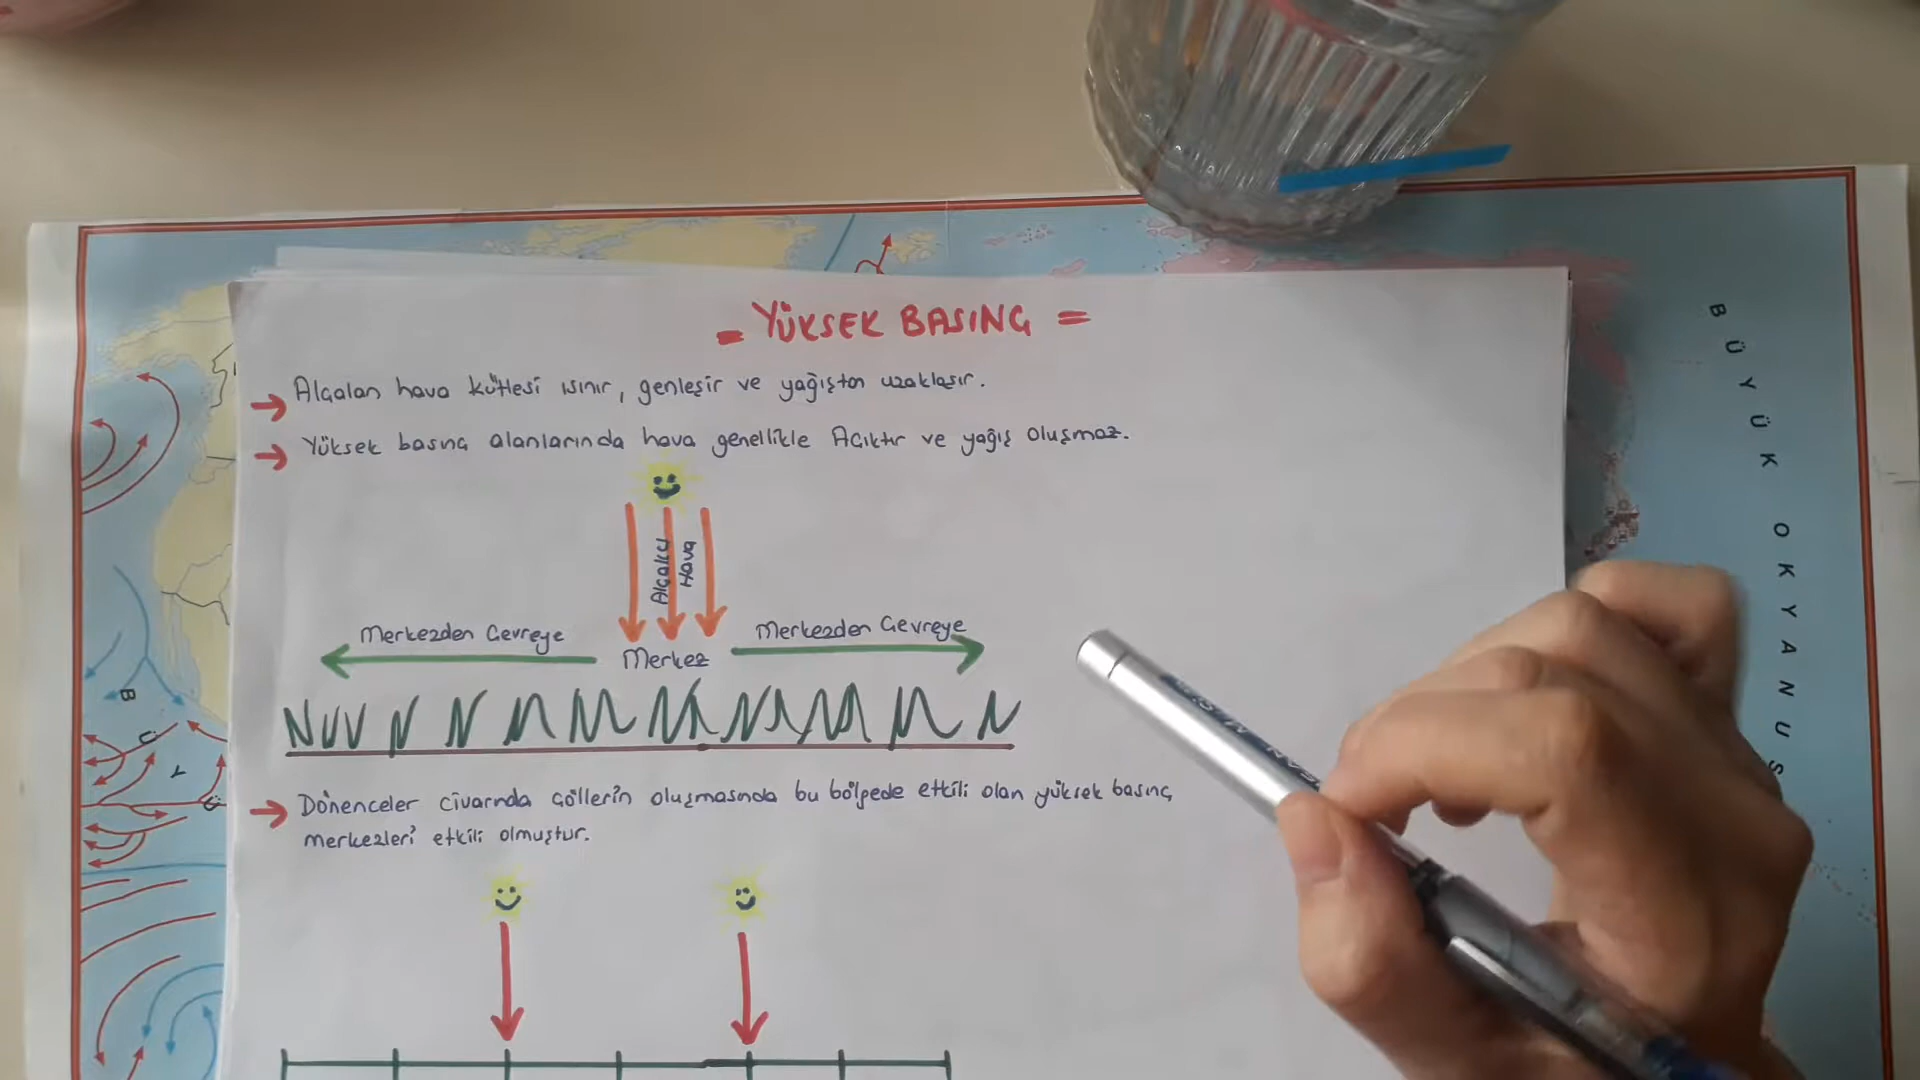 = YÜKSEK BASINÇ =
→ Alçalan hava kütlesi ısınır, genleşir ve yağıştan uzaklaşır.
→ Yüksek basınç alanlarında hava genellikle Açıktır ve yağış oluşmaz.
Alçalıcı
Hava
Merkezden Çevreye
Merkezden Çevreye
Merkez
→ Dönenceler civarında çöllerin oluşmasında bu bölgede etkili olan yüksek basınç
merkezleri etkili olmuştur.
BÜYÜK OKYANUS
B Ü Y Ü